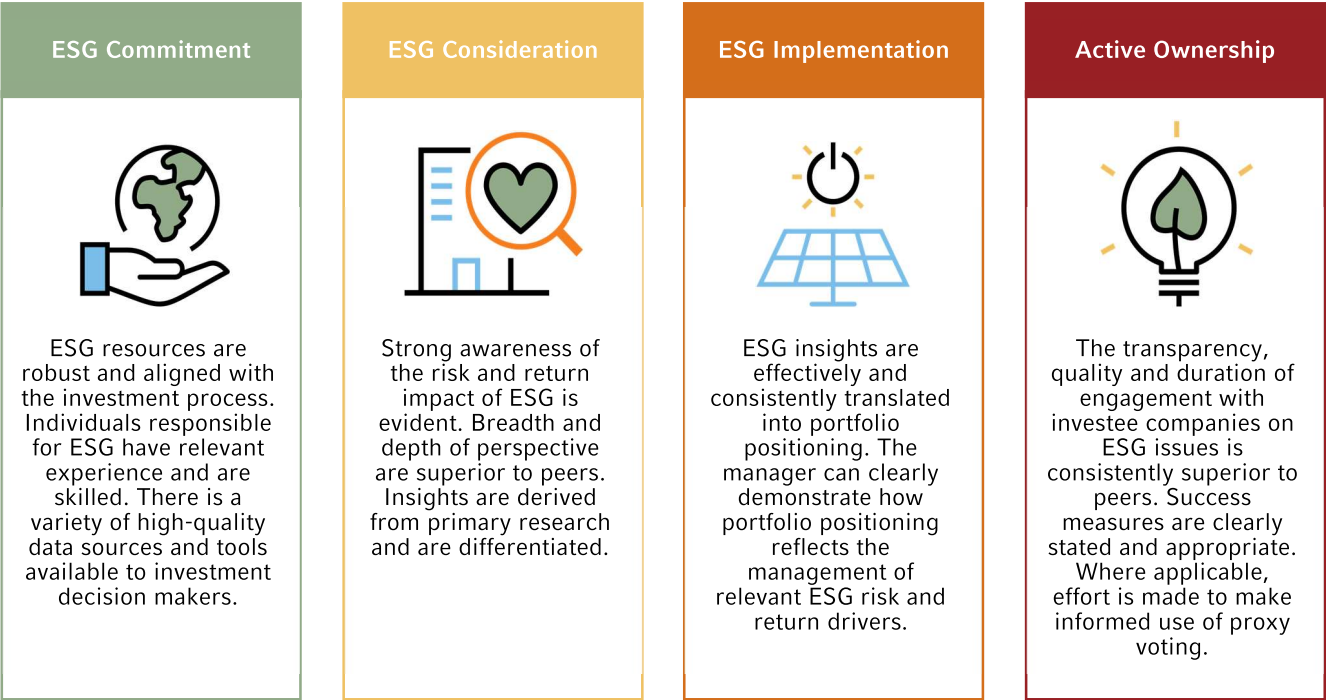 ESG Commitment
ESG resources are
robust and aligned with
the investment process.
Individuals responsible
for ESG have relevant
experience and are
skilled. There is a
variety of high-quality
data sources and tools
available to investment
decision makers.
ESG Consideration
Strong awareness of
the risk and return
impact of ESG is
evident. Breadth and
depth of perspective
are superior to peers.
Insights are derived
from primary research
and are differentiated.
ESG Implementation
ESG insights are
effectively and
consistently translated
into portfolio
positioning. The
manager can clearly
demonstrate how
portfolio positioning
reflects the
management of
relevant ESG risk and
return drivers.
Active Ownership
The transparency,
quality and duration of
engagement with
investee companies on
ESG issues is
consistently superior to
peers. Success
measures are clearly
stated and appropriate.
Where applicable,
effort is made to make
informed use of proxy
voting.